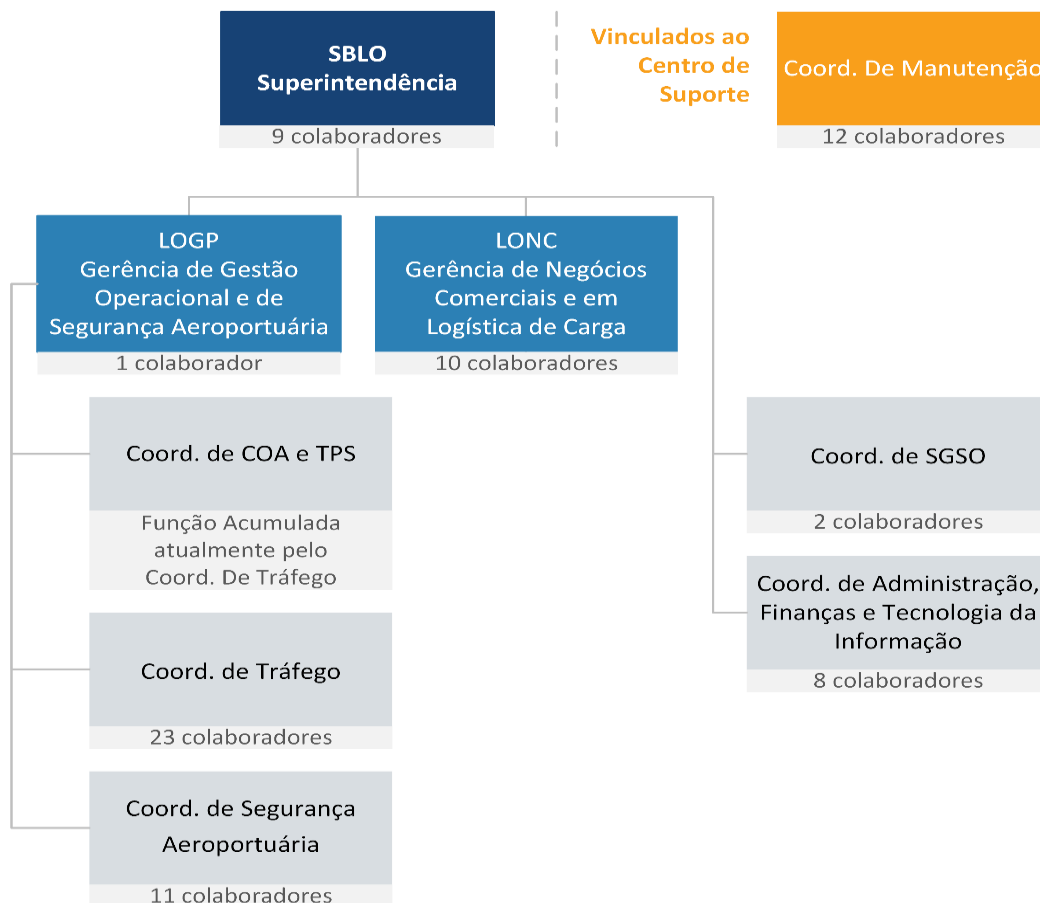 SBLO
Superintendência
9 colaboradores
Vinculados ao
Centro de
Suporte
Coord. De Manutenção
12 colaboradores
LOGP
Gerência de Gestão
Operacional e de
Segurança Aeroportuária
1 colaborador
LONC
Gerência de Negócios
Comerciais e em
Logística de Carga
10 colaboradores
Coord. de COA e TPS
Função Acumulada
atualmente pelo
Coord. De Tráfego
Coord. de Tráfego
23 colaboradores
Coord. de Segurança
Aeroportuária
11 colaboradores
Coord. de SGSO
2 colaboradores
Coord. de Administração,
Finanças e Tecnologia da
Informação
8 colaboradores